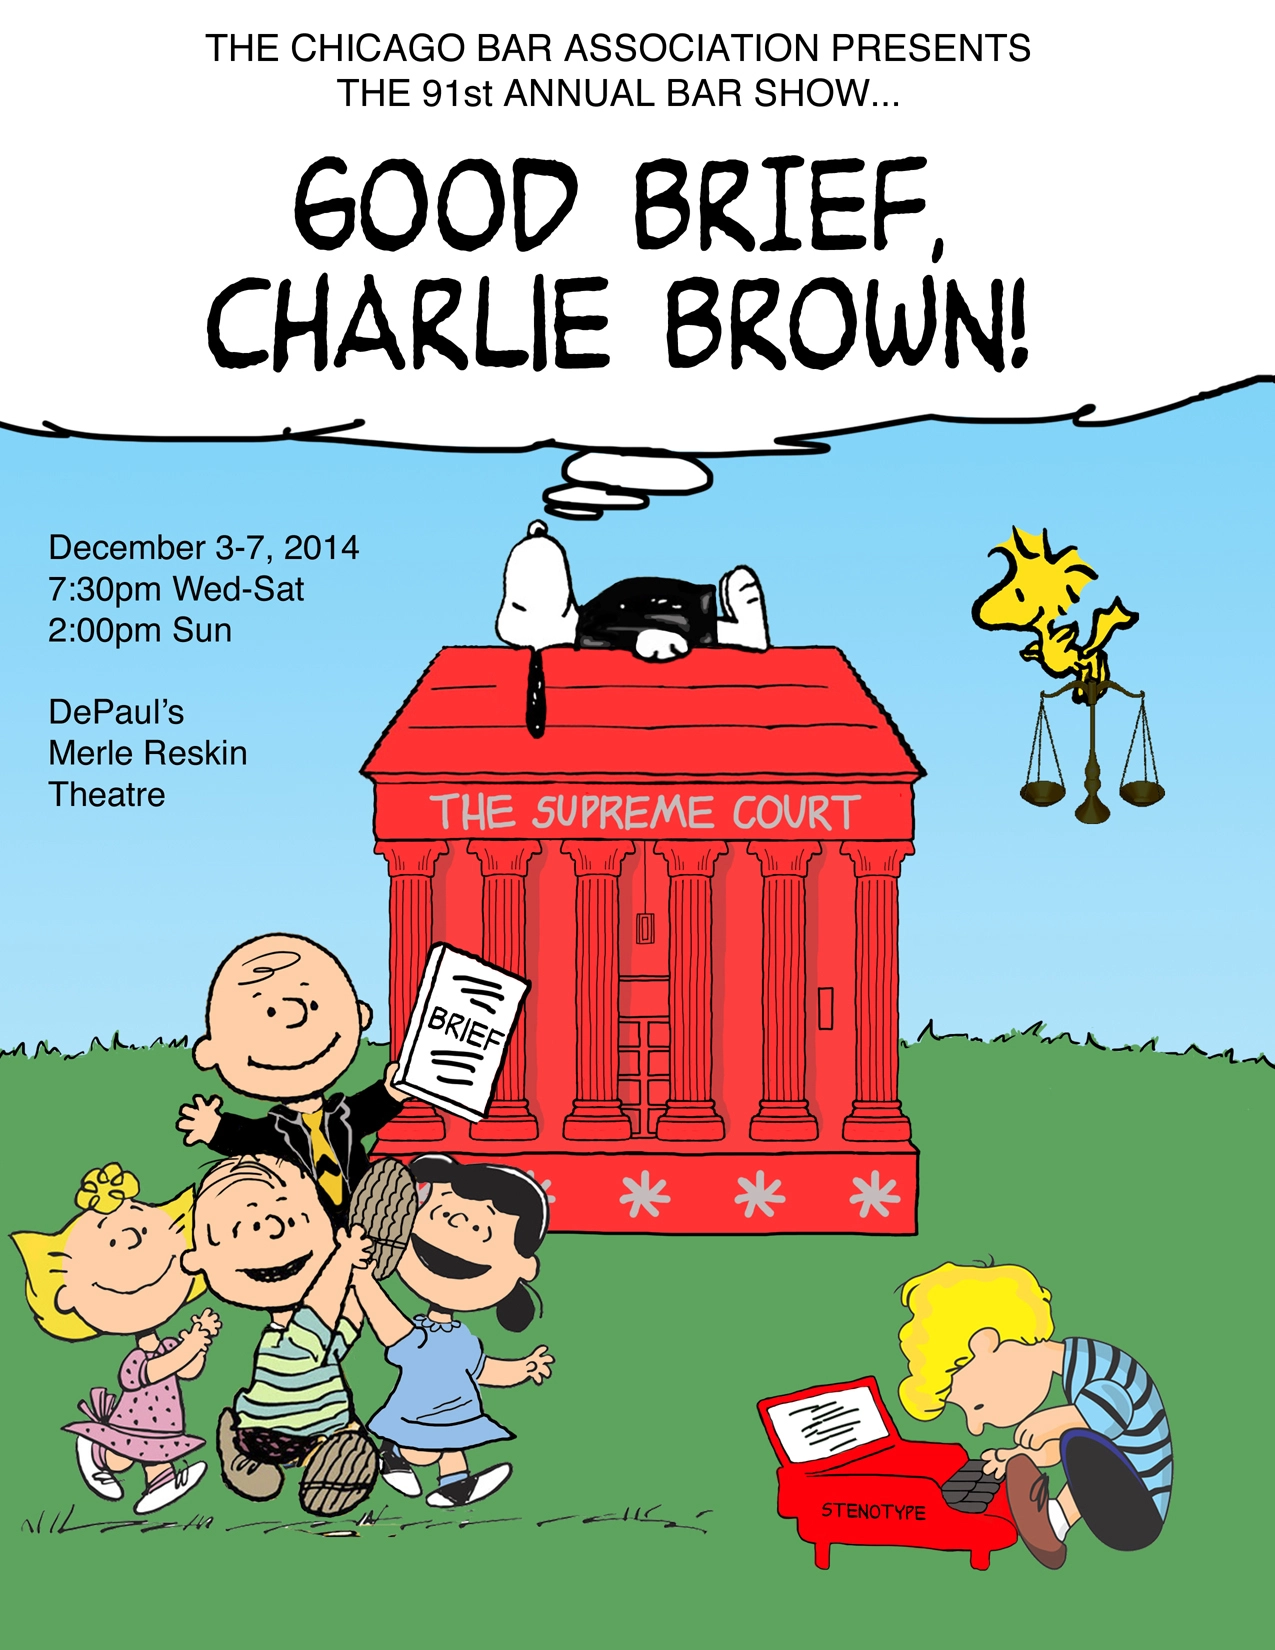 THE CHICAGO BAR ASSOCIATION PRESENTS
THE 91st ANNUAL BAR SHOW...
GOOD BRIEF,
CHARLIE BROWN!
December 3-7, 2014
7:30pm Wed-Sat
2:00pm Sun
DePaul’s
Merle Reskin
Theatre
THE SUPREME COURT
BRIEF
STENOTYPE